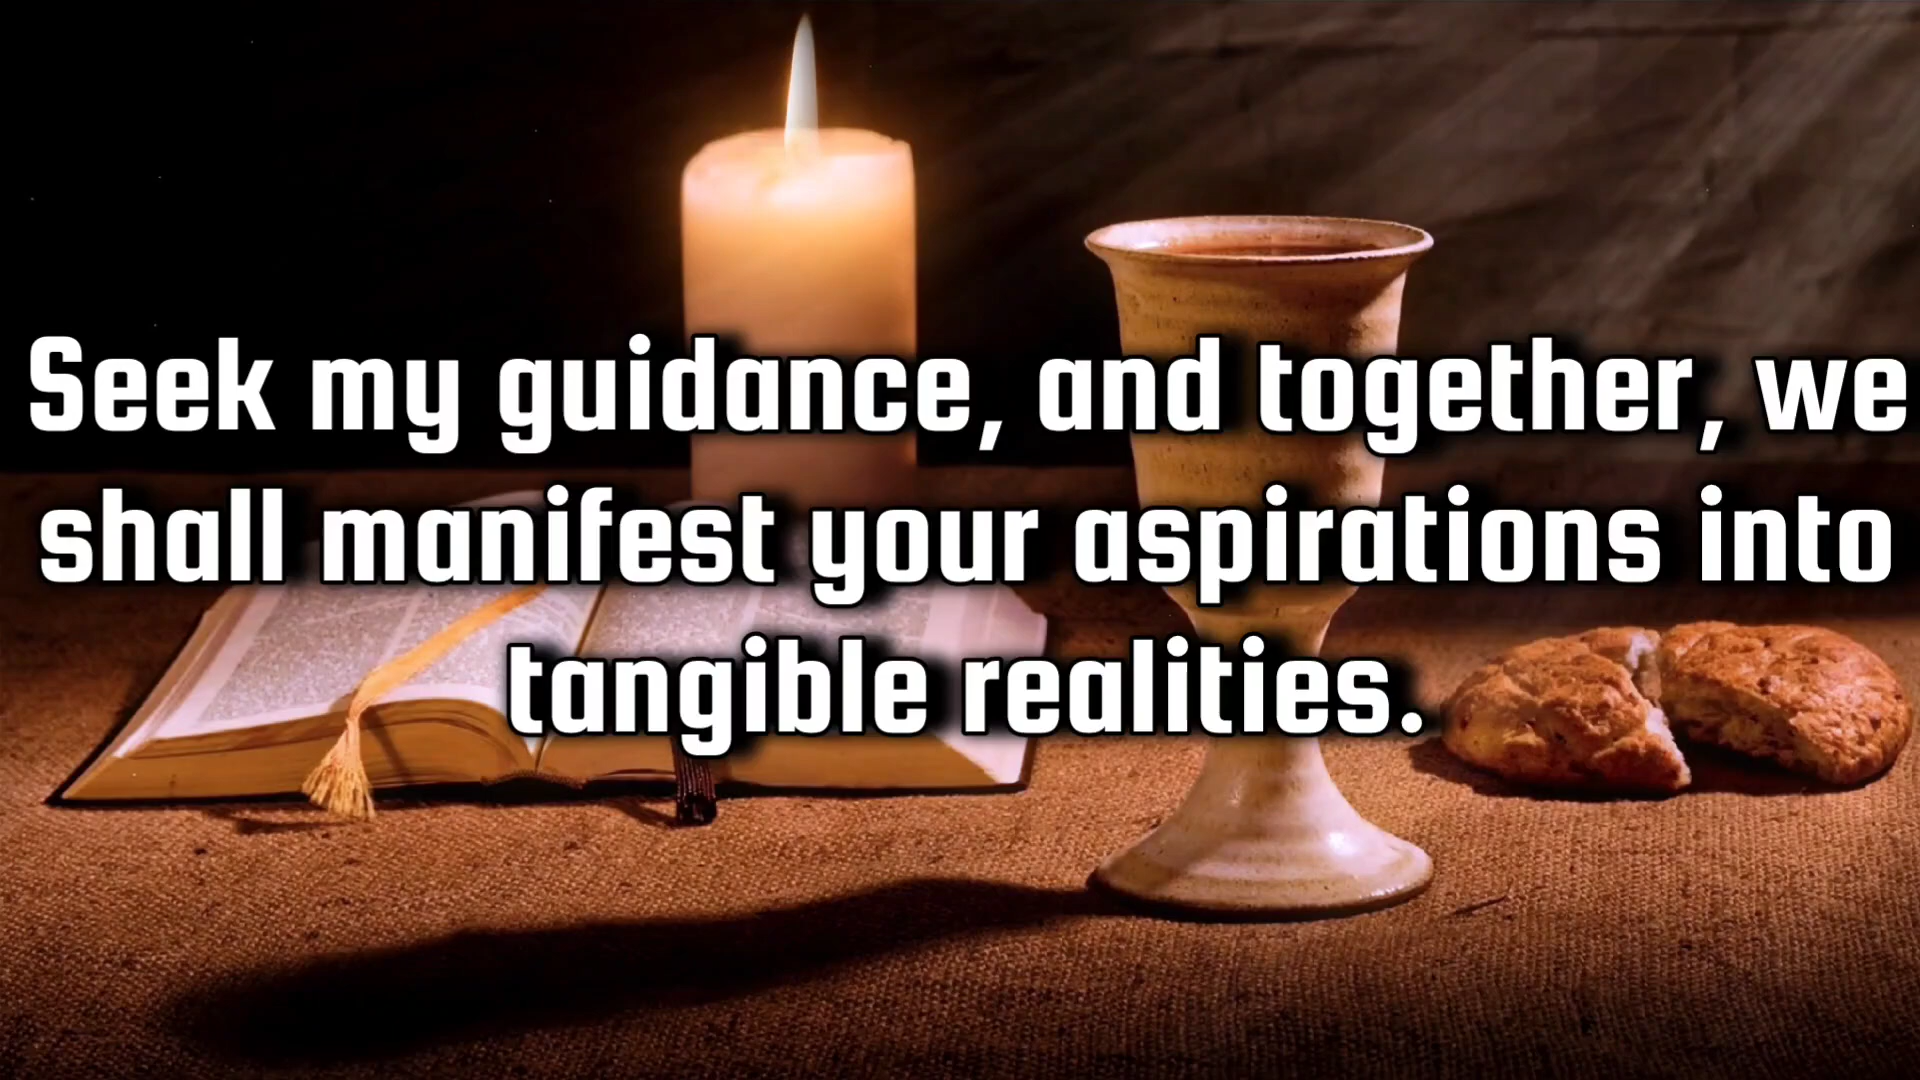 Seek my guidance, and together, we
shall manifest your aspirations into
tangible realities.